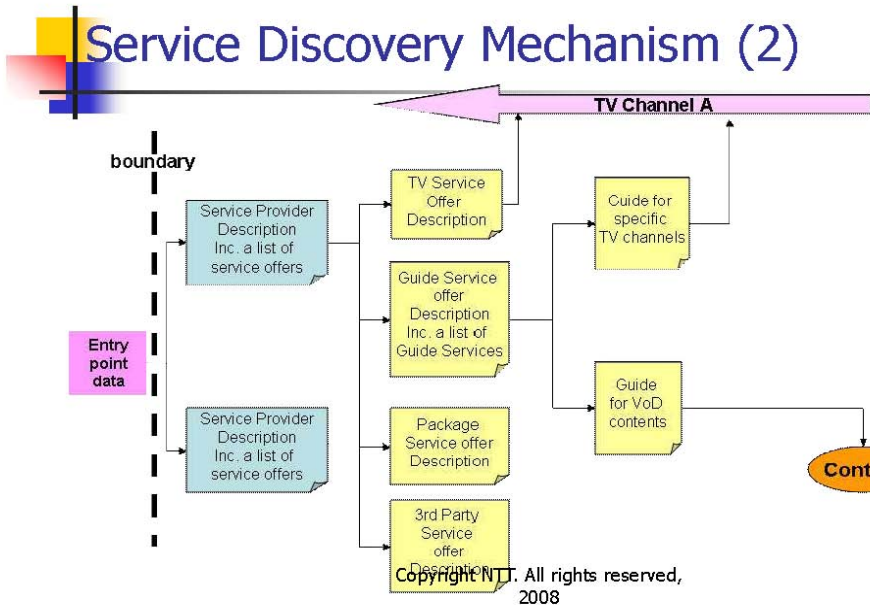 Service Discovery Mechanism (2)
TV Channel A
boundary
Service Provider
Description
Inc. a list of
service offers
TV Service
Offer
Description
Guide for
specific
TV channels
Guide Service
offer
Description
Inc. a list of
Guide Services
Entry
point
data
Guide
for VoD
contents
Service Provider
Description
Inc. a list of
service offers
Package
Service offer
Description
Cont
3rd Party
Service
offer
Description
Copyright NTT. All rights reserved,
2008